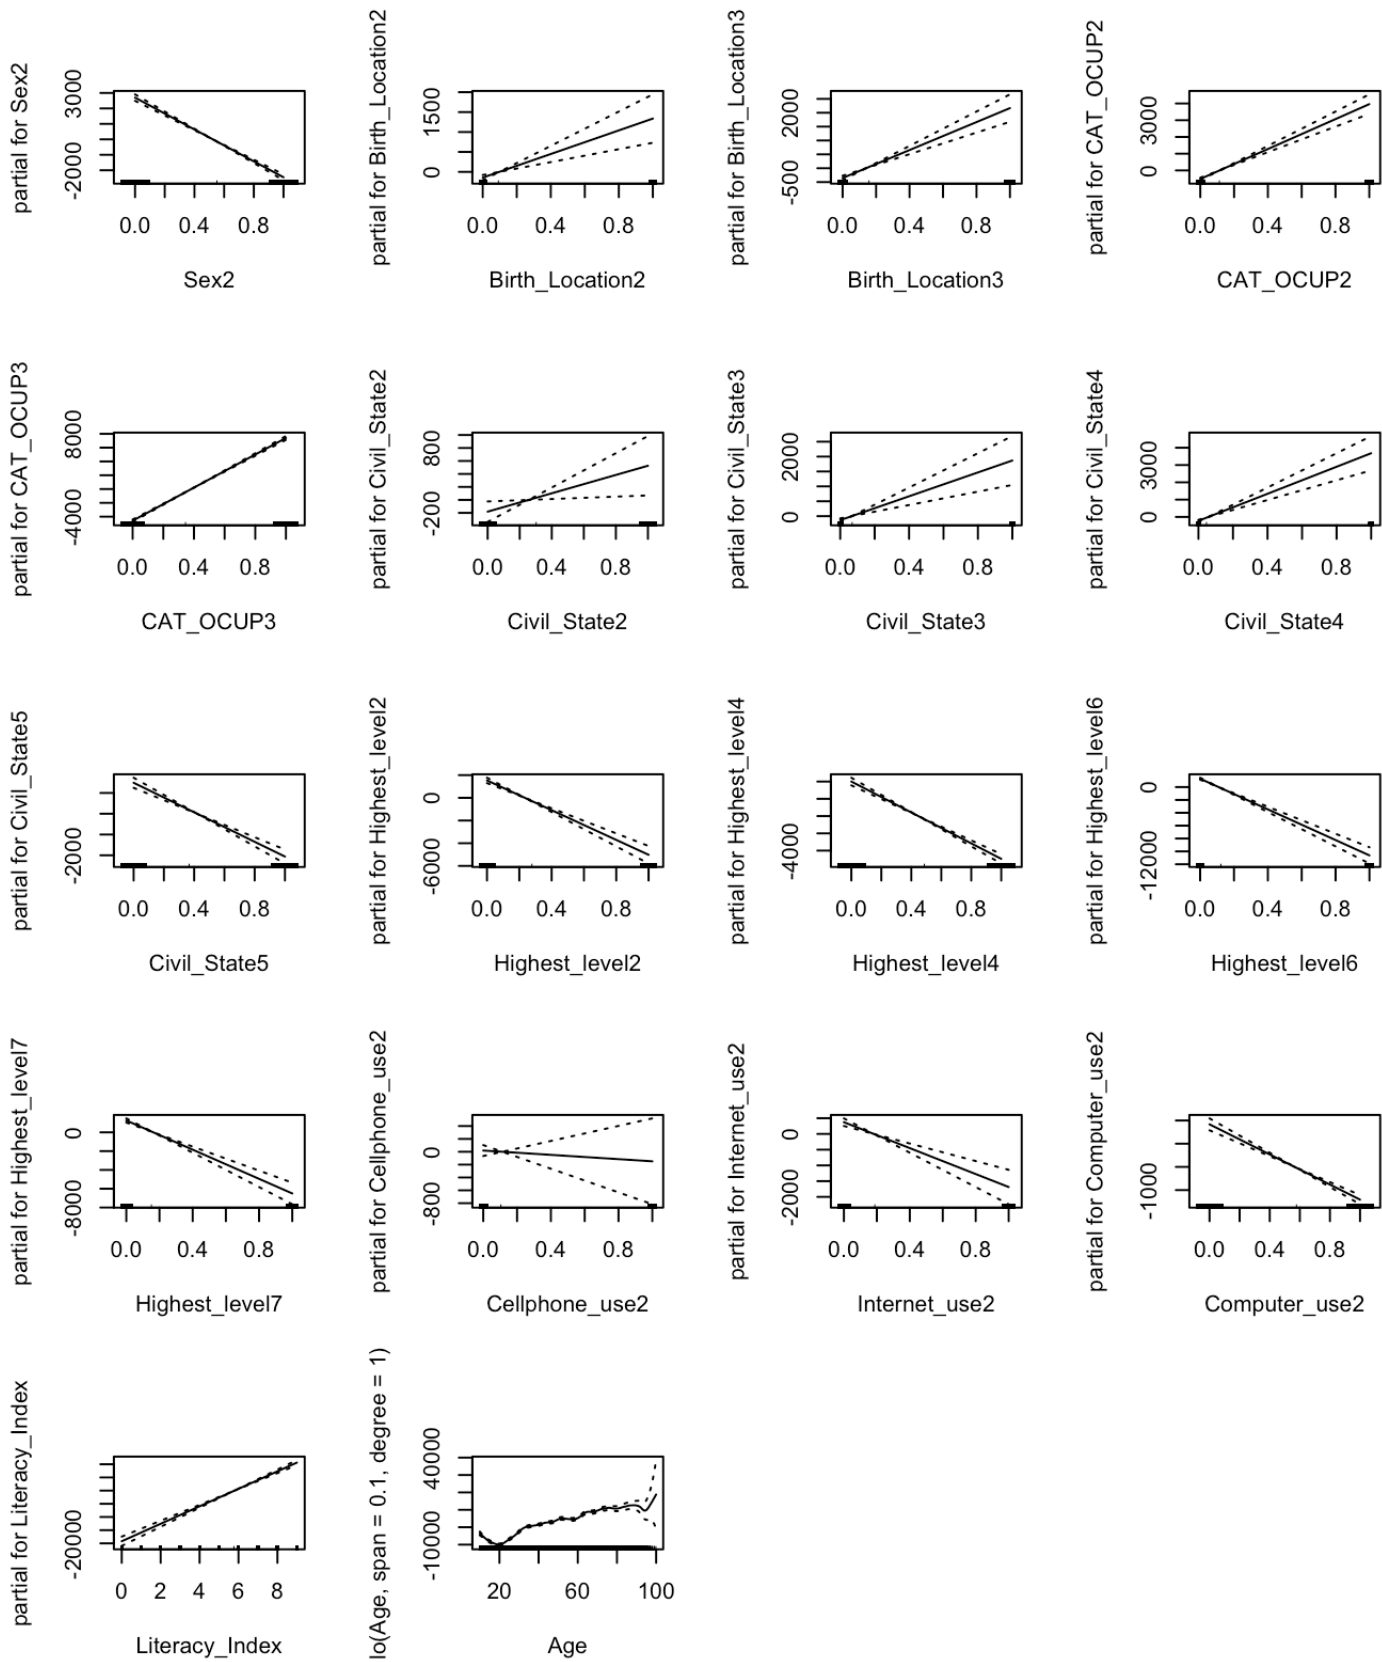 partial for Sex2
3000
-2000
0.0 0.4 0.8
Sex2
partial for Birth_Location2
1500
0
0.0 0.4 0.8
Birth_Location2
partial for Birth_Location3
2000
-500
0.0 0.4 0.8
Birth_Location3
partial for CAT_OCUP2
3000
0
0.0 0.4 0.8
CAT_OCUP2
partial for CAT_OCUP3
8000
-4000
0.0 0.4 0.8
CAT_OCUP3
partial for Civil_State2
800
-200
0.0 0.4 0.8
Civil_State2
partial for Civil_State3
2000
0
0.0 0.4 0.8
Civil_State3
partial for Civil_State4
3000
0
0.0 0.4 0.8
Civil_State4
partial for Civil_State5
-2000
0.0 0.4 0.8
Civil_State5
partial for Highest_level2
0
-6000
0.0 0.4 0.8
Highest_level2
partial for Highest_level4
-4000
0.0 0.4 0.8
Highest_level4
partial for Highest_level6
0
-12000
0.0 0.4 0.8
Highest_level6
partial for Highest_level7
0
-8000
0.0 0.4 0.8
Highest_level7
partial for Cellphone_use2
0
-800
0.0 0.4 0.8
Cellphone_use2
partial for Internet_use2
0
-2000
0.0 0.4 0.8
Internet_use2
partial for Computer_use2
-1000
0.0 0.4 0.8
Computer_use2
partial for Literacy_Index
-20000
0 2 4 6 8
Literacy_Index
lo(Age, span = 0.1, degree = 1)
40000
-10000
20 60 100
Age